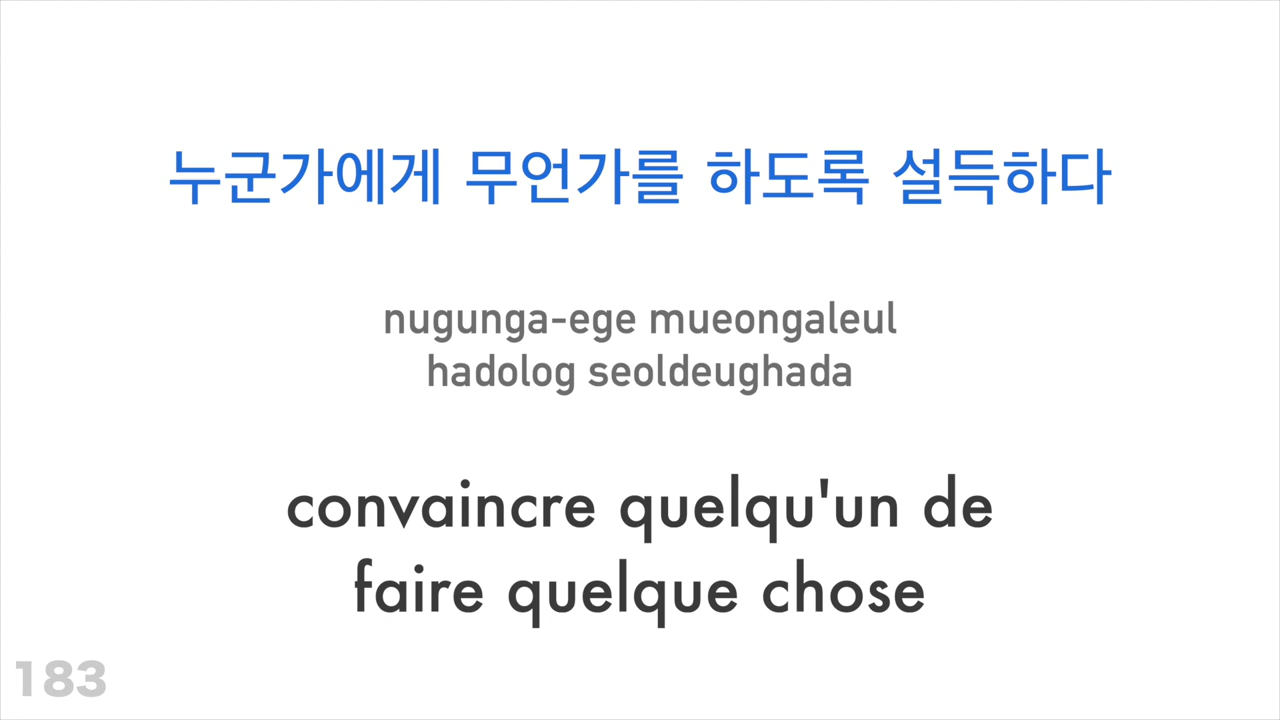 누군가에게 무언가를 하도록 설득하다
nugunga-ege mueongaleul
hadolog seoldeughada
convaincre quelqu'un de
faire quelque chose
183